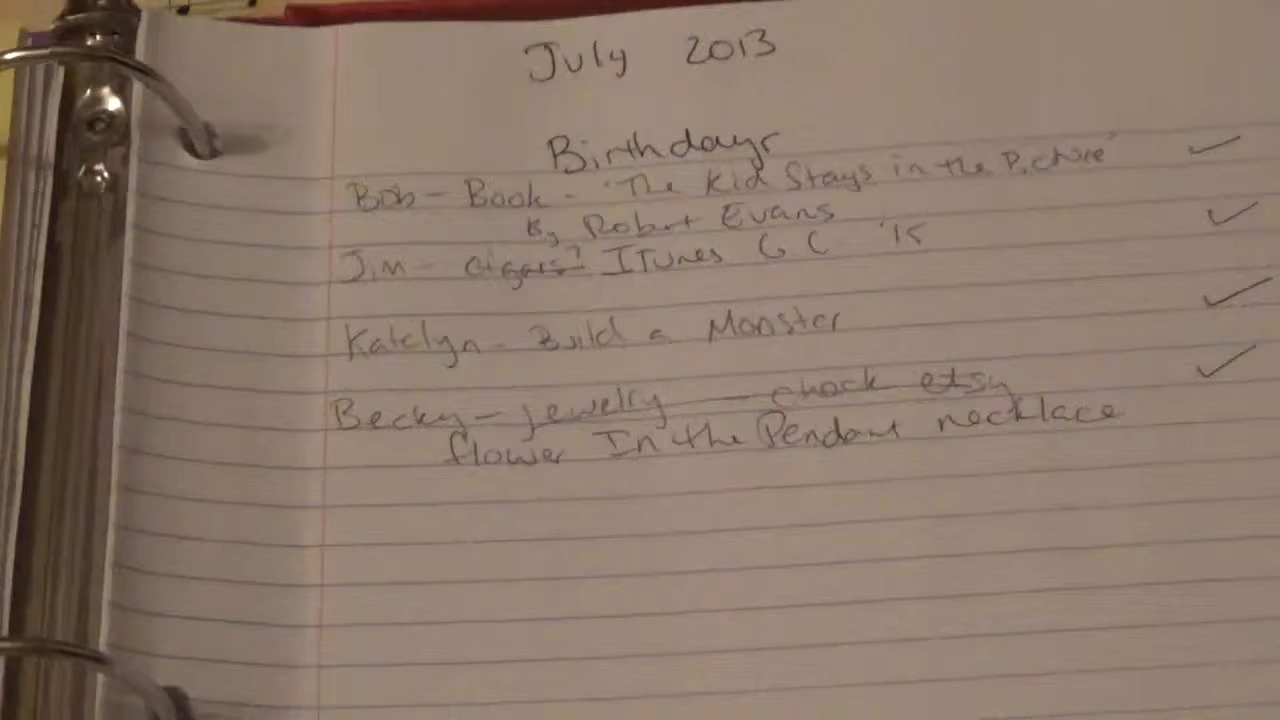 July 2013
Birthdays
Bob - Book - "The Kid Stays in the Picture"
By Robert Evans
Jim - cigars? ITunes G C '15
Katelyn - Build a Monster
Becky - jewelry - check etsy
flower In the Pendant necklace